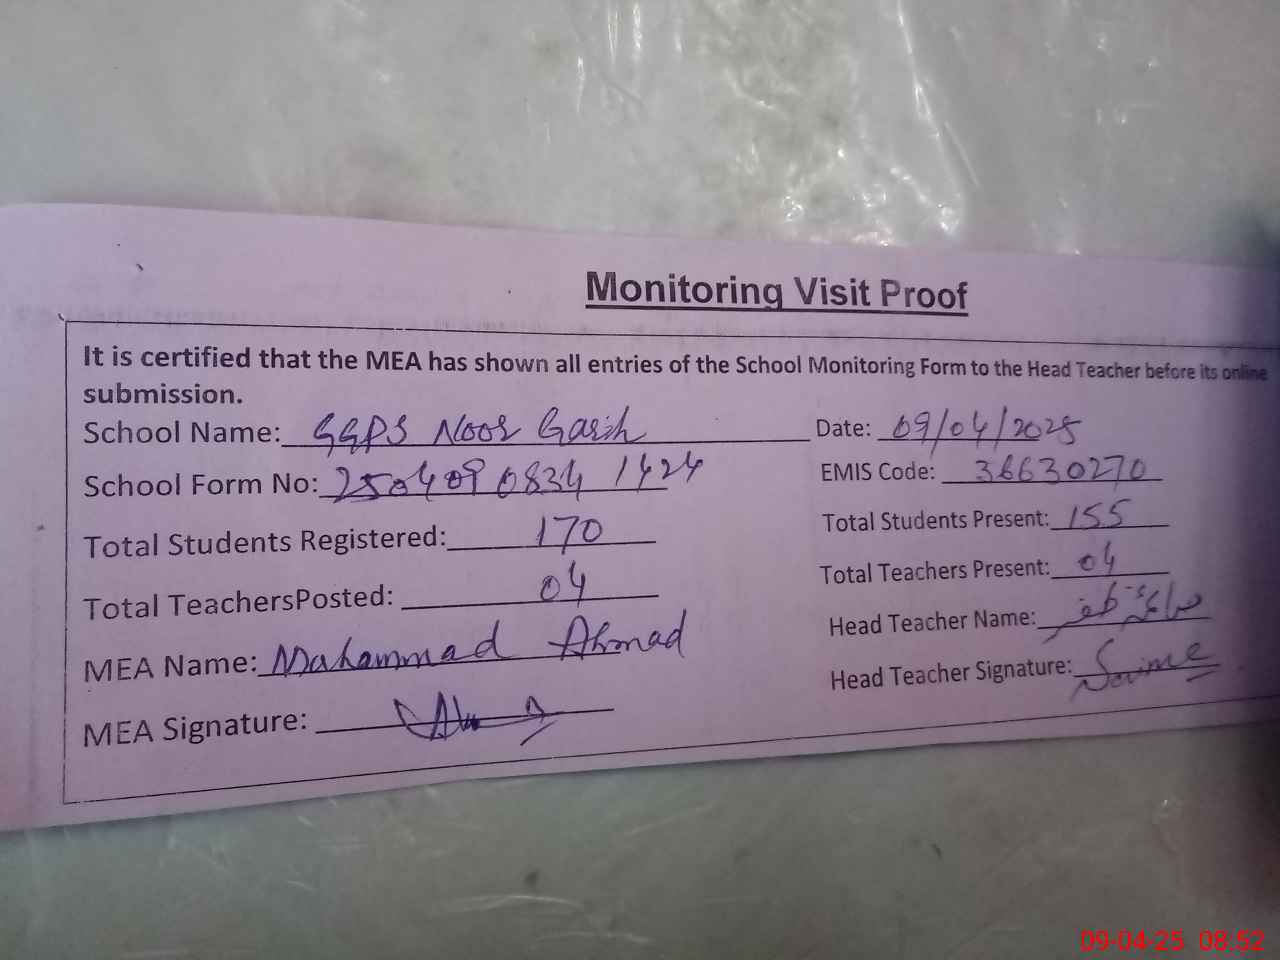 Monitoring Visit Proof
It is certified that the MEA has shown all entries of the School Monitoring Form to the Head Teacher before its online
submission.
School Name: GGPS Noor Garih Date: 09/04/2025
School Form No: 250409 0834 1424 EMIS Code: 36630270
Total Students Registered: 170 Total Students Present: 155
Total TeachersPosted: 04 Total Teachers Present: 04
MEA Name: Muhammad Ahmad Head Teacher Name: صائمہ ظفر
MEA Signature: Head Teacher Signature: Saime
09-04-25 08:52